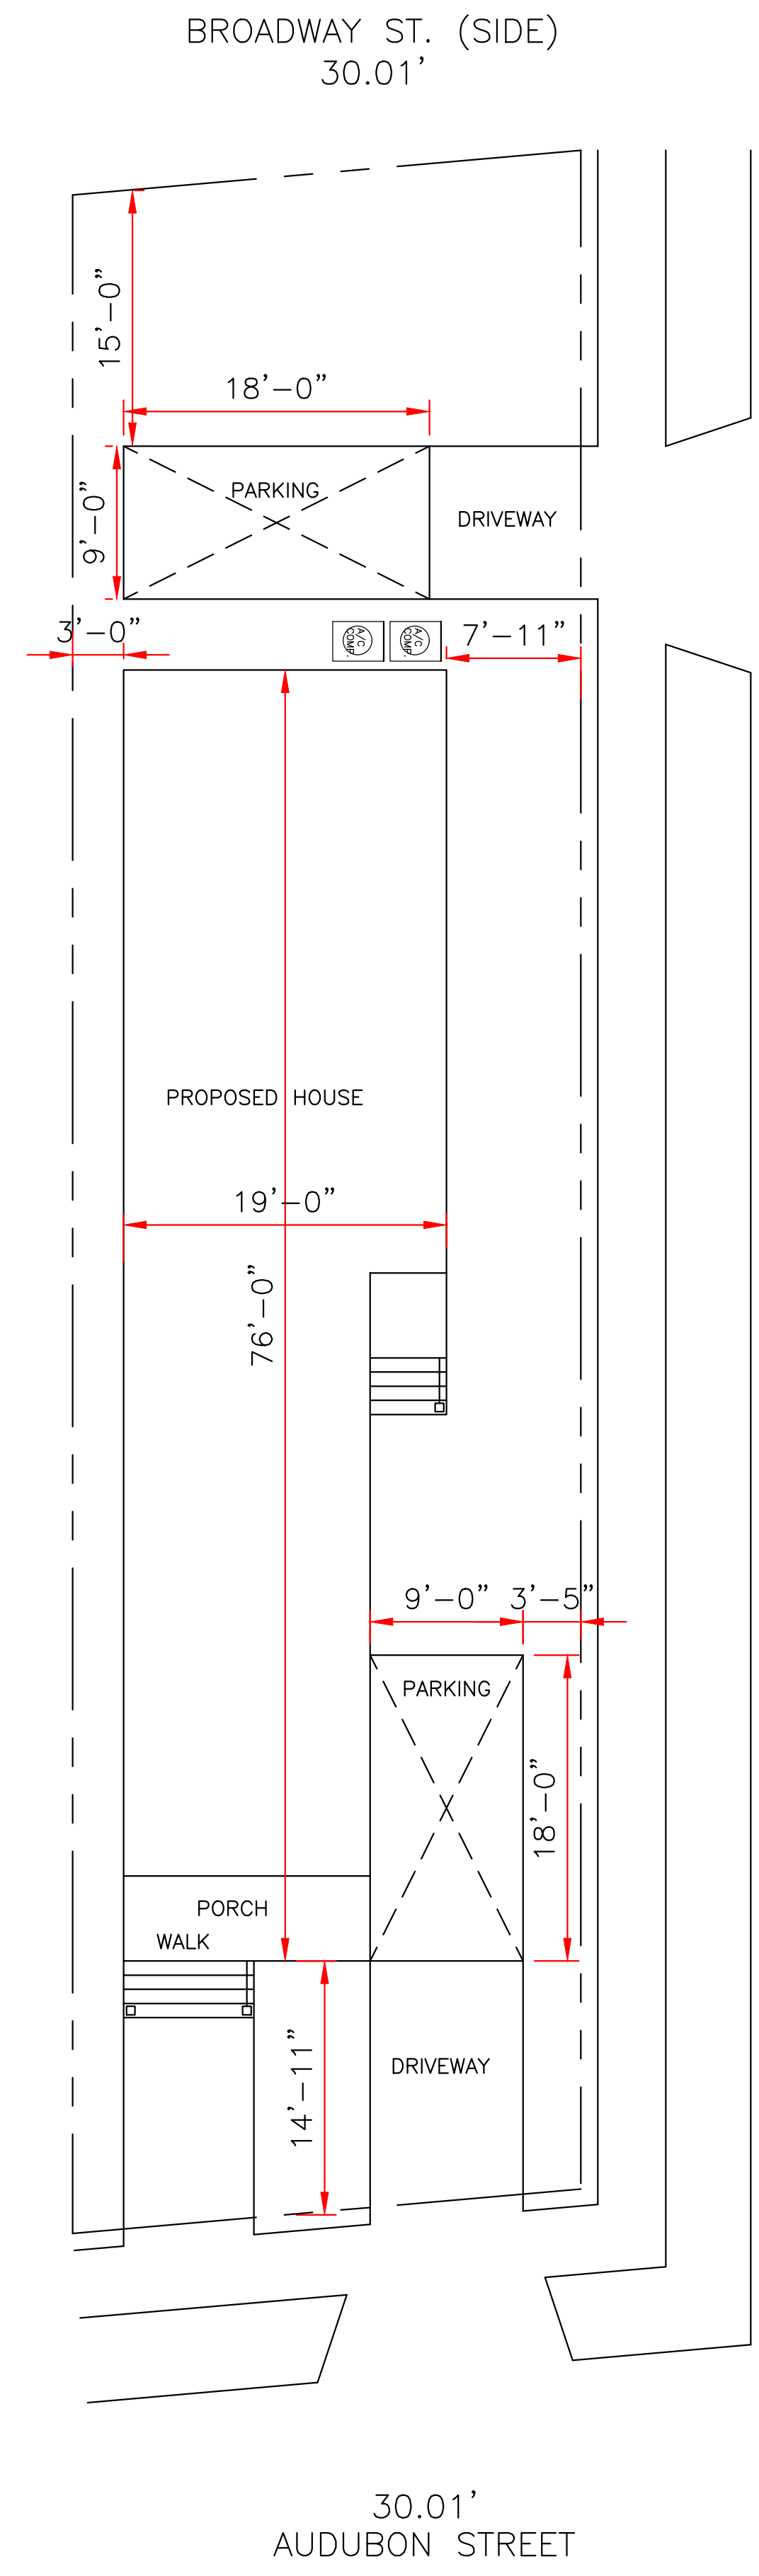 BROADWAY ST. (SIDE)
30.01'
15'-0"
18'-0"
PARKING
9'-0"
DRIVEWAY
3'-0"
A/C
COMP.
A/C
COMP.
7'-11"
PROPOSED HOUSE
19'-0"
76'-0"
9'-0"
3'-5"
PARKING
18'-0"
PORCH
WALK
14'-11"
DRIVEWAY
30.01'
AUDUBON STREET